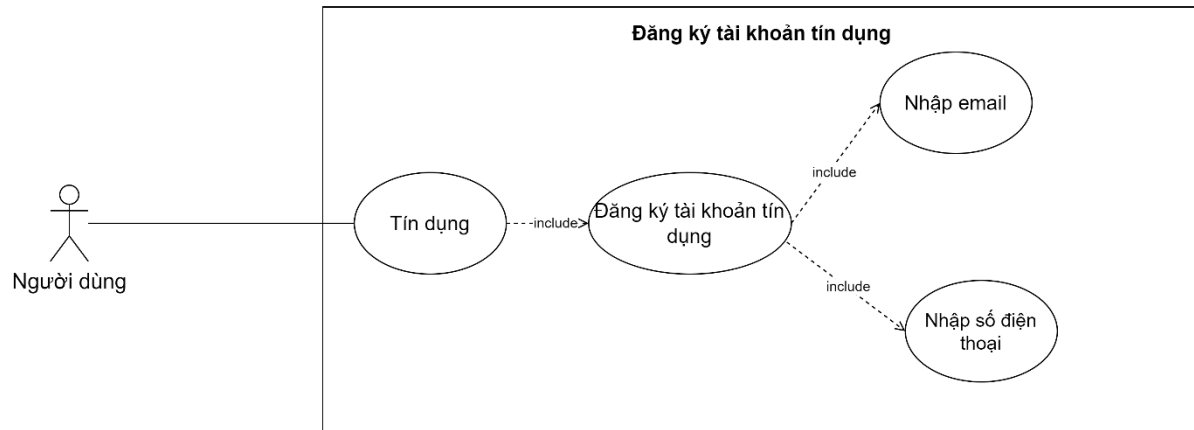 Đăng ký tài khoản tín dụng
Nhập email
include
Tín dụng
include
Đăng ký tài khoản tín
dụng
Người dùng
include
Nhập số điện
thoại